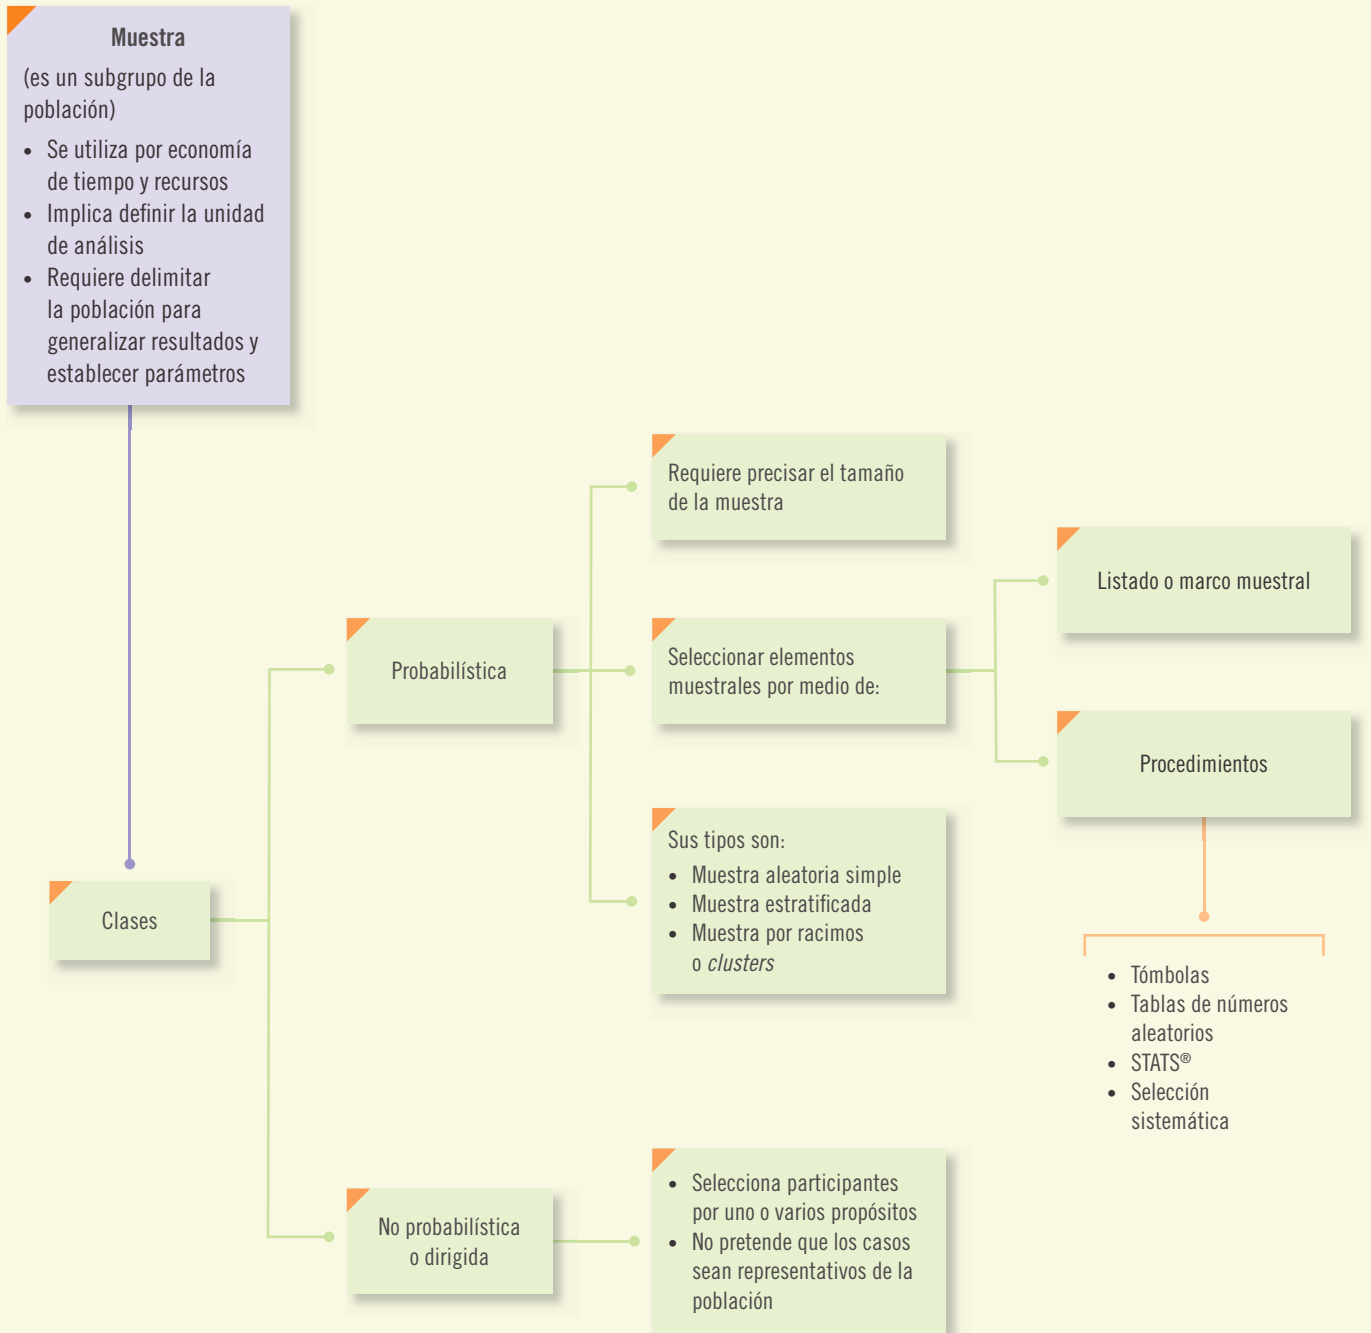 Muestra
(es un subgrupo de la
población)
• Se utiliza por economía
de tiempo y recursos
• Implica definir la unidad
de análisis
• Requiere delimitar
la población para
generalizar resultados y
establecer parámetros
Clases
Probabilística
Requiere precisar el tamaño
de la muestra
Seleccionar elementos
muestrales por medio de:
Listado o marco muestral
Procedimientos
• Tómbolas
• Tablas de números
aleatorios
• STATS®
• Selección
sistemática
Sus tipos son:
• Muestra aleatoria simple
• Muestra estratificada
• Muestra por racimos
o clusters
No probabilística
o dirigida
• Selecciona participantes
por uno o varios propósitos
• No pretende que los casos
sean representativos de la
población